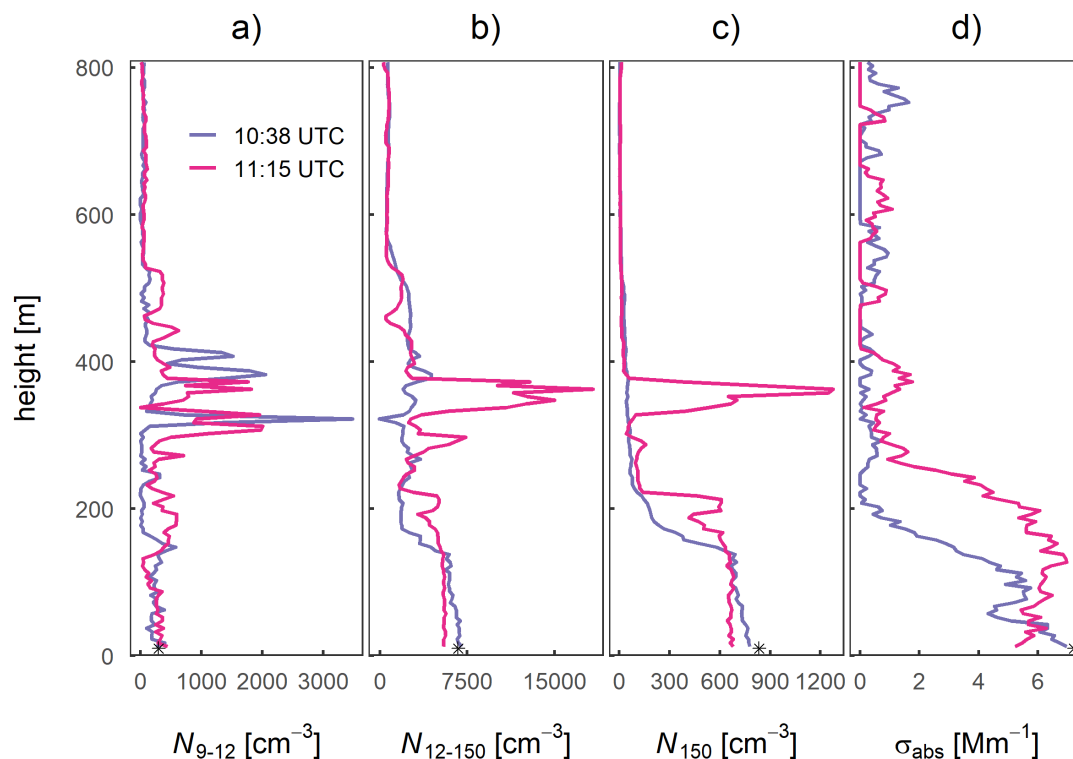 a) b) c) d)
800
600
400
200
0
height [m]
10:38 UTC
11:15 UTC
0 1000 3000 0 7500 15000 0 300 600 900 1200 0 2 4 6
N9-12 [cm−3] N12-150 [cm−3] N150 [cm−3] σabs [Mm−1]